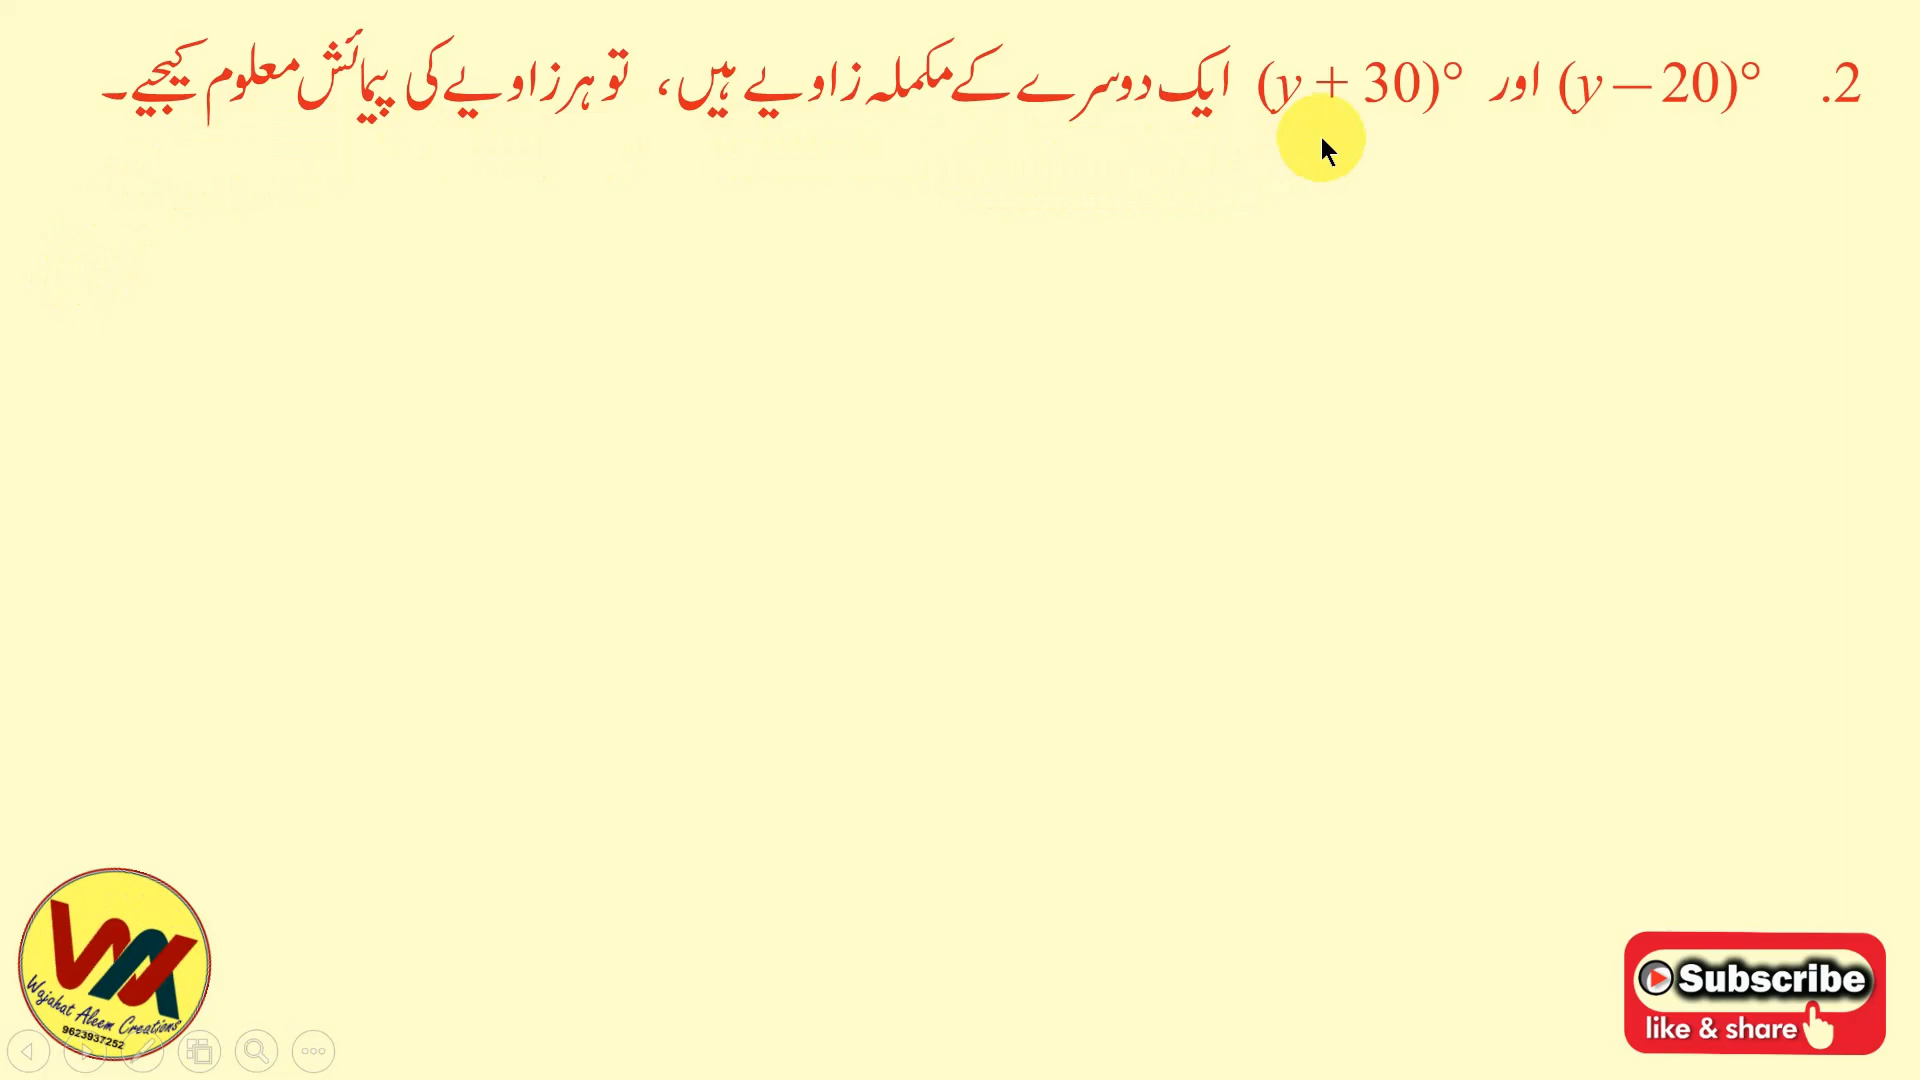 2. (y – 20)° اور (y + 30)° ایک دوسرے کے مکملہ زاویے ہیں، تو ہر زاویے کی پیمائش معلوم کیجیے۔
Wajahat Aleem Creations
9623937252
Subscribe
like & share